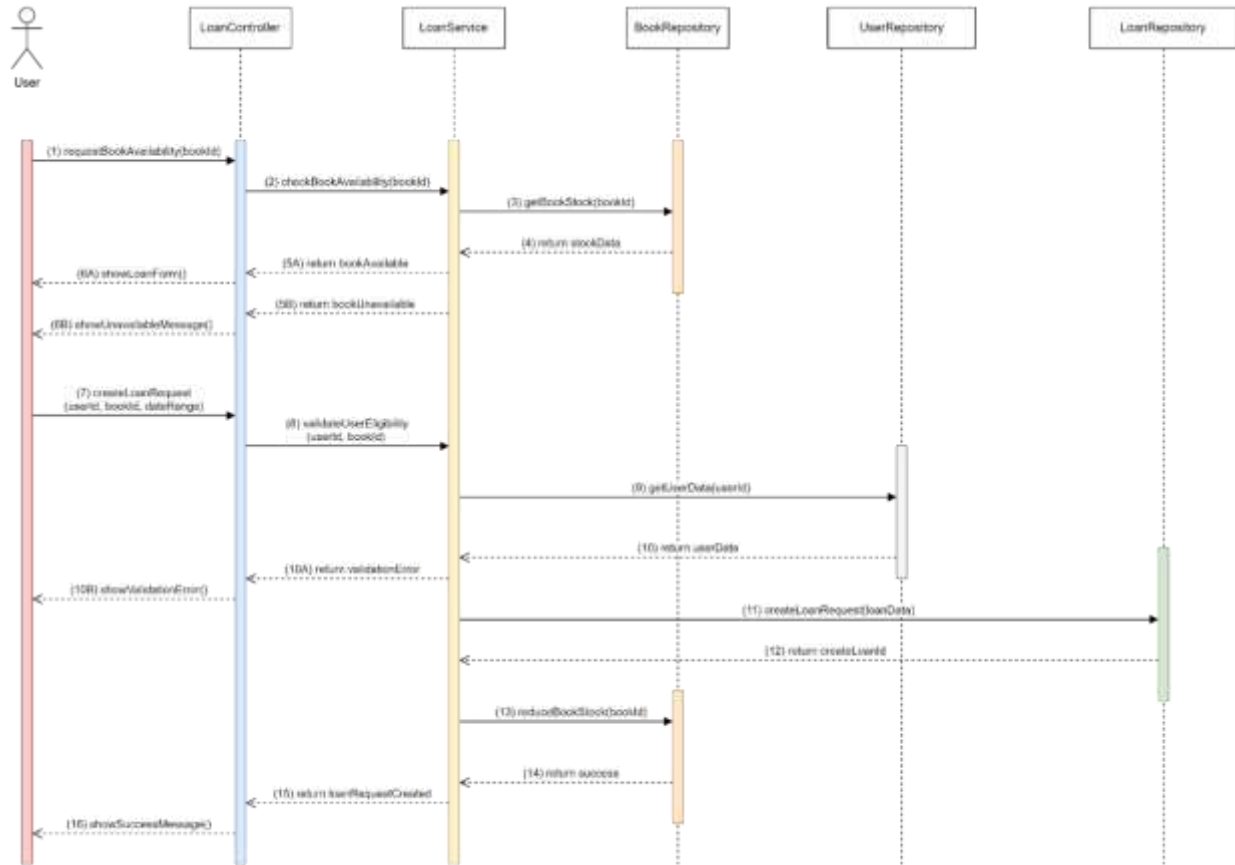 LoanController
LoanService
BookRepository
UserRepository
LoanRepository
User
(1) requestBookAvailability(bookId)
(2) checkBookAvailability(bookId)
(3) getBookStock(bookId)
(4) return stockData
(5A) return bookAvailable
(6A) showLoanForm()
(5B) return bookUnavailable
(6B) showUnavailableMessage()
(7) createLoanRequest
(userId, bookId, dateRange)
(8) validateUserEligibility
(userId, bookId)
(9) getUserData(userId)
(10) return userData
(10A) return validationError
(10B) showValidationError()
(11) createLoanRequest(loanData)
(12) return createLoanId
(13) reduceBookStock(bookId)
(14) return success
(15) return loanRequestCreated
(16) showSuccessMessage()